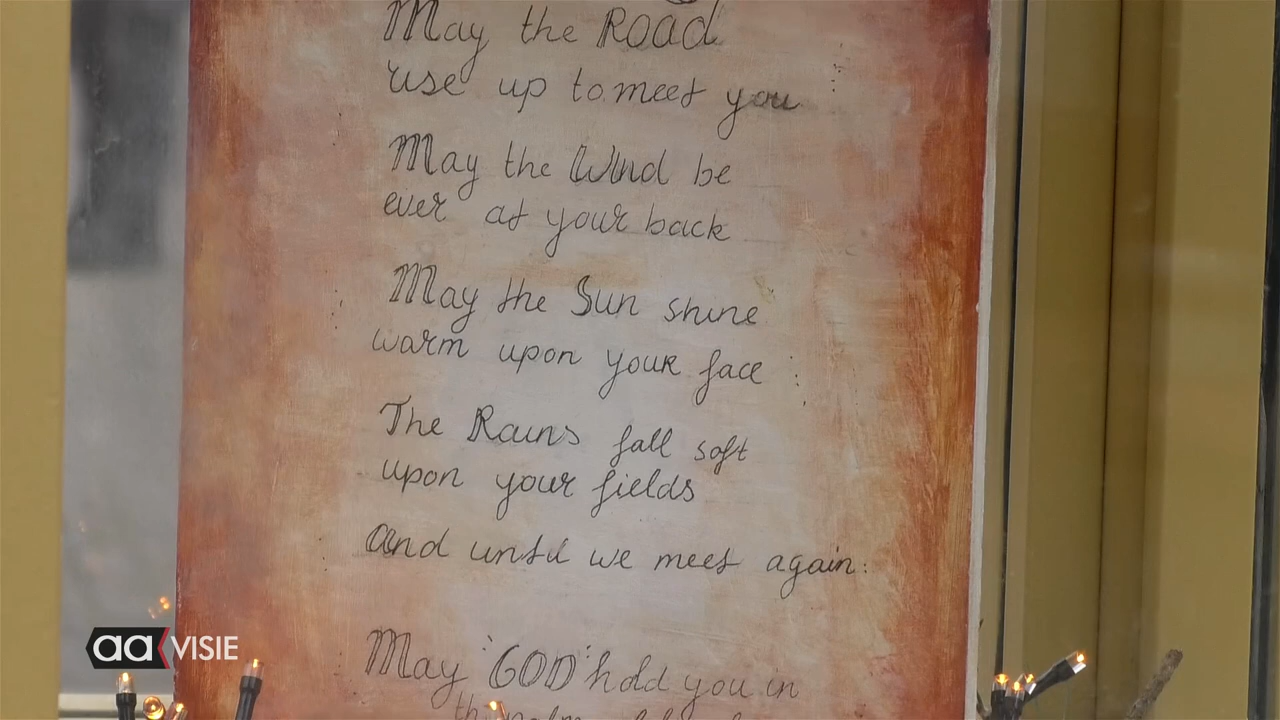 May the Road
rise up to meet you
May the Wind be
ever at your back
May the Sun shine
warm upon your face
The Rains fall soft
upon your fields
and until we meet again:
May "GOD" hold you in
aa VISIE